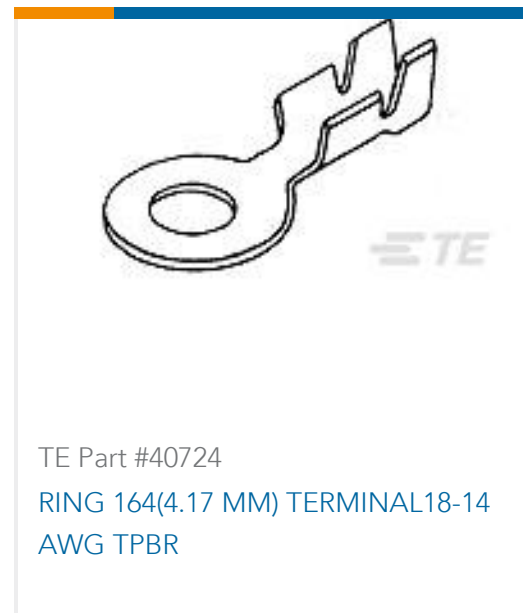 TE
TE Part #40724
RING 164(4.17 MM) TERMINAL18-14
AWG TPBR